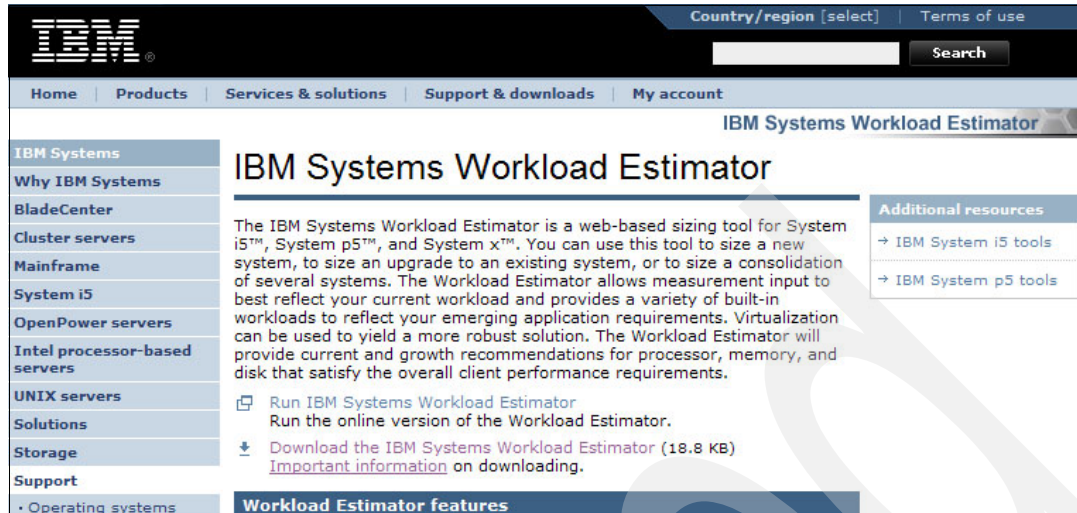 Country/region [select] | Terms of use
IBM®
Search
Home | Products | Services & solutions | Support & downloads | My account
IBM Systems Workload Estimator
IBM Systems
Why IBM Systems
BladeCenter
Cluster servers
Mainframe
System i5
OpenPower servers
Intel processor-based
servers
UNIX servers
Solutions
Storage
Support
• Operating systems
IBM Systems Workload Estimator
The IBM Systems Workload Estimator is a web-based sizing tool for System
i5™, System p5™, and System x™. You can use this tool to size a new
system, to size an upgrade to an existing system, or to size a consolidation
of several systems. The Workload Estimator allows measurement input to
best reflect your current workload and provides a variety of built-in
workloads to reflect your emerging application requirements. Virtualization
can be used to yield a more robust solution. The Workload Estimator will
provide current and growth recommendations for processor, memory, and
disk that satisfy the overall client performance requirements.
Run IBM Systems Workload Estimator
Run the online version of the Workload Estimator.
Download the IBM Systems Workload Estimator (18.8 KB)
Important information on downloading.
Workload Estimator features
Additional resources
→ IBM System i5 tools
→ IBM System p5 tools